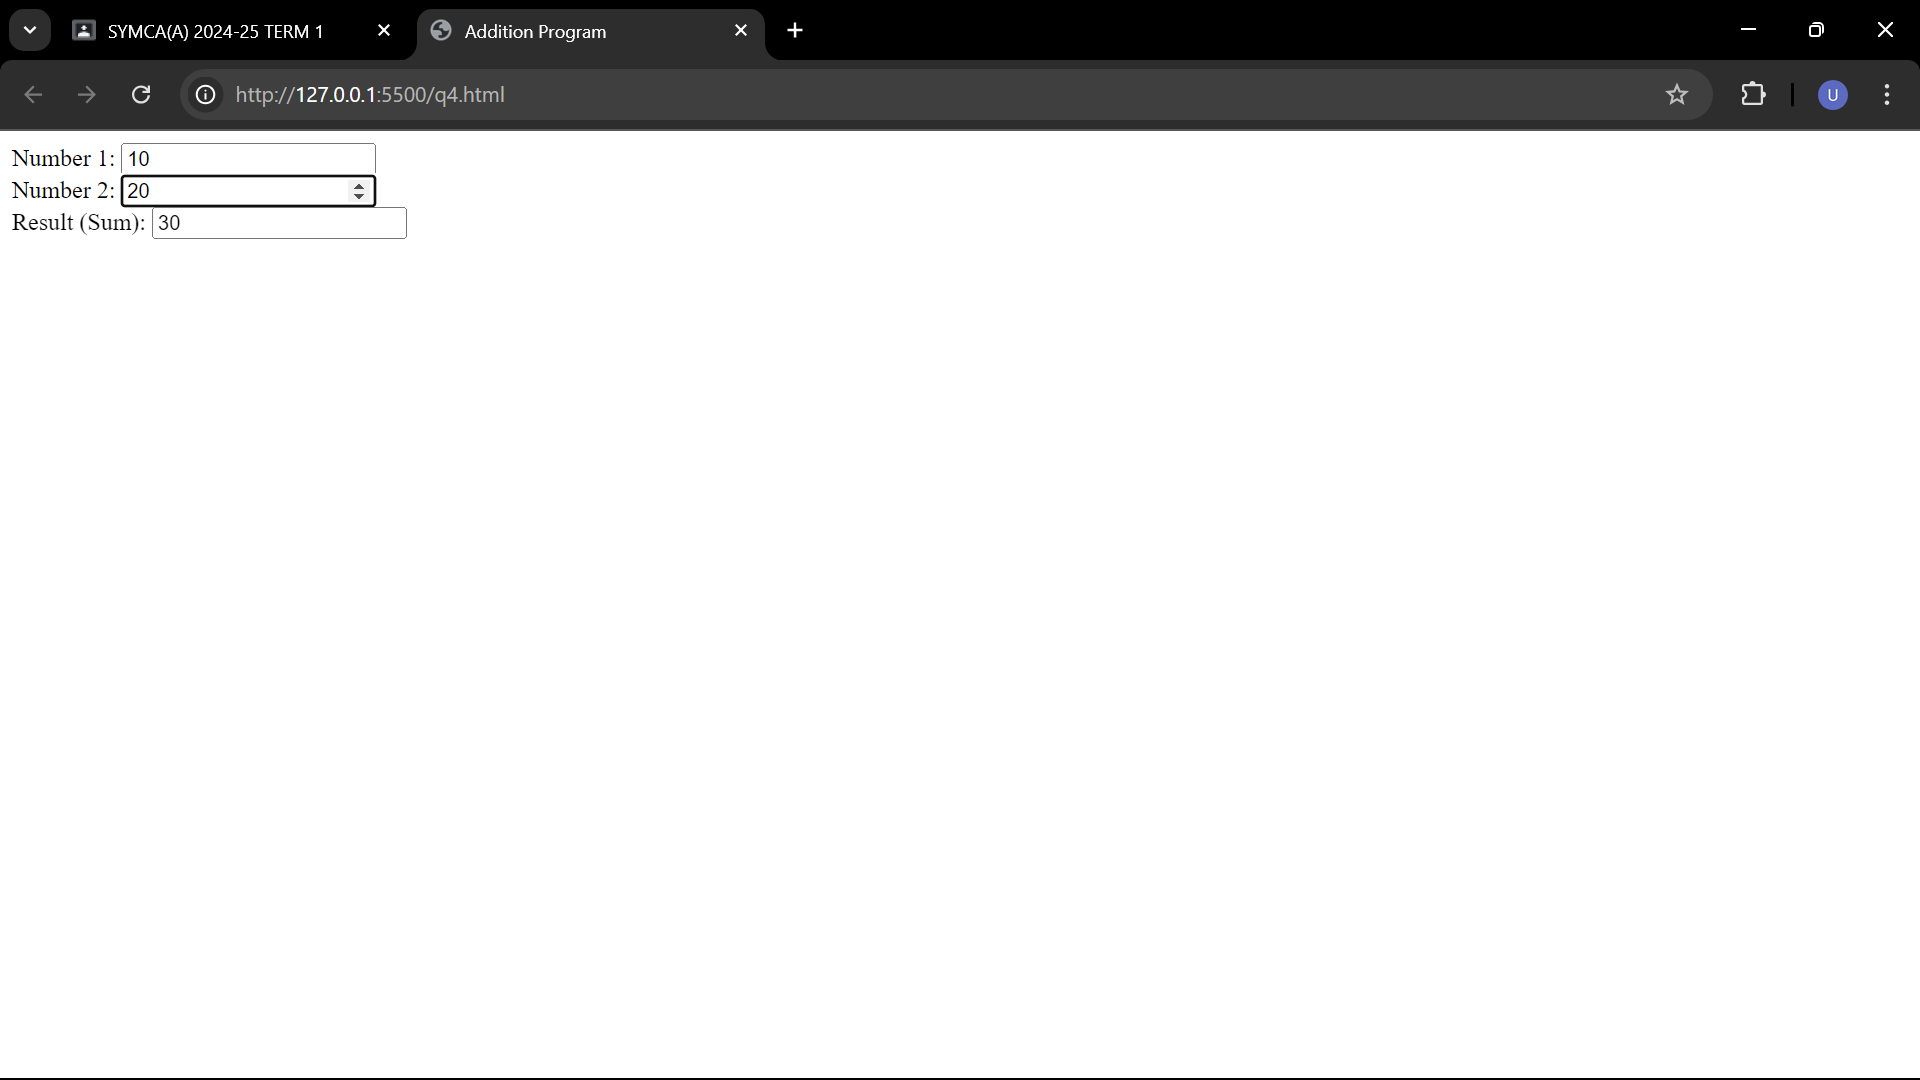 SYMCA(A) 2024-25 TERM 1
Addition Program
http://127.0.0.1:5500/q4.html
U
Number 1: 10
Number 2: 20
Result (Sum): 30